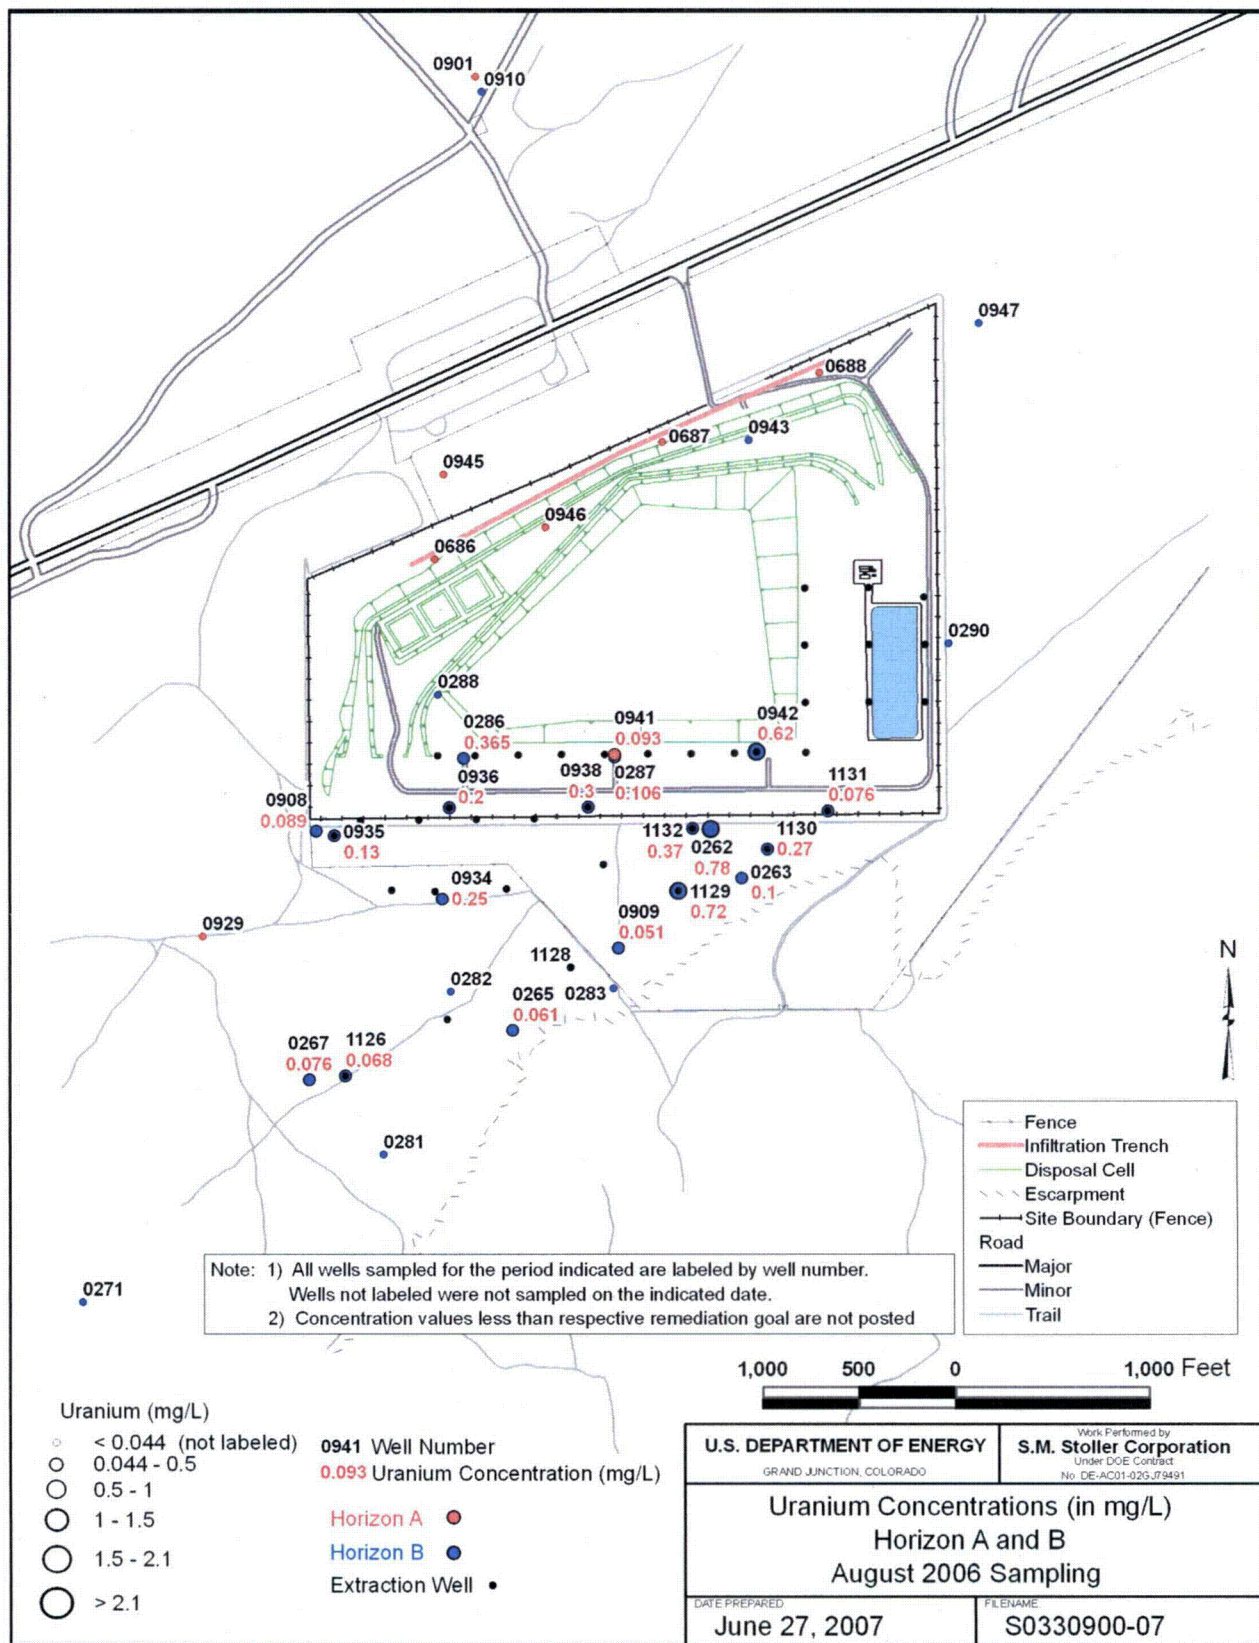 0901
0910
0947
0688
0687
0943
0945
0946
0686
0290
0288
0286
0.365
0941
0.093
0942
0.62
0936
0.2
0938
0.3
0287
0.106
1131
0.076
0908
0.089
0935
0.13
1132
0.37
0262
0.78
1130
0.27
0263
0.1
1129
0.72
0934
0.25
0929
0909
0.051
1128
0282
0265
0.061
0283
0267
0.076
1126
0.068
0281
0271
N
Fence
Infiltration Trench
Disposal Cell
Escarpment
Site Boundary (Fence)
Road
Major
Minor
Trail
Note: 1) All wells sampled for the period indicated are labeled by well number.
Wells not labeled were not sampled on the indicated date.
2) Concentration values less than respective remediation goal are not posted
1,000 500 0 1,000 Feet
Uranium (mg/L)
< 0.044 (not labeled)
0.044 - 0.5
0.5 - 1
1 - 1.5
1.5 - 2.1
> 2.1
0941 Well Number
0.093 Uranium Concentration (mg/L)
Horizon A
Horizon B
Extraction Well
U.S. DEPARTMENT OF ENERGY
GRAND JUNCTION, COLORADO
Work Performed by
S.M. Stoller Corporation
Under DOE Contract
No. DE-AC01-02GJ79491
Uranium Concentrations (in mg/L)
Horizon A and B
August 2006 Sampling
DATE PREPARED
June 27, 2007
FILENAME
S0330900-07